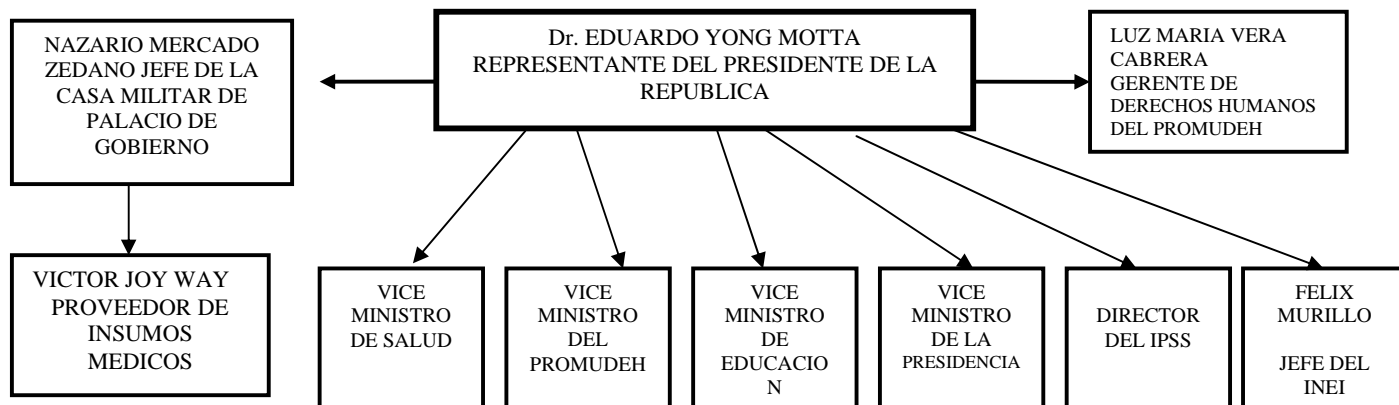 NAZARIO MERCADO
ZEDANO JEFE DE LA
CASA MILITAR DE
PALACIO DE
GOBIERNO
Dr. EDUARDO YONG MOTTA
REPRESENTANTE DEL PRESIDENTE DE LA
REPUBLICA
LUZ MARIA VERA
CABRERA
GERENTE DE
DERECHOS HUMANOS
DEL PROMUDEH
VICTOR JOY WAY
PROVEEDOR DE
INSUMOS
MEDICOS
VICE
MINISTRO
DE SALUD
VICE
MINISTRO
DEL
PROMUDEH
VICE
MINISTRO
DE
EDUCACIO
N
VICE
MINISTRO
DE LA
PRESIDENCIA
DIRECTOR
DEL IPSS
FELIX
MURILLO
JEFE DEL
INEI